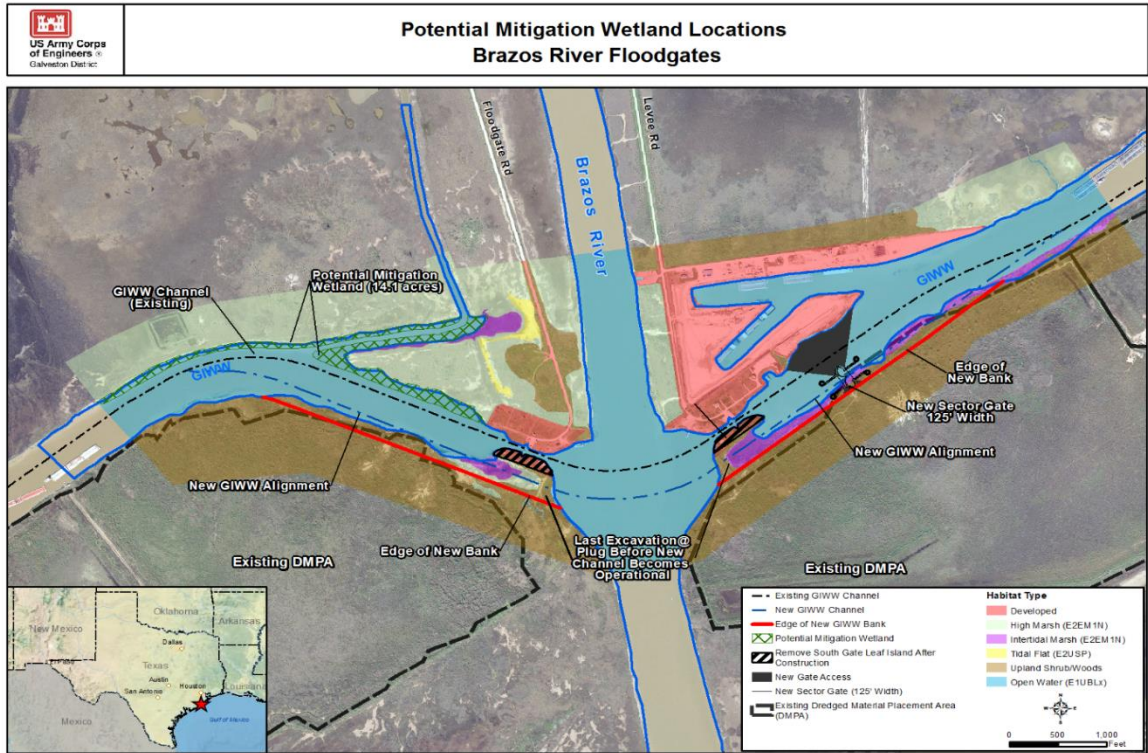 US Army Corps
of Engineers ®
Galveston District
Potential Mitigation Wetland Locations
Brazos River Floodgates
Floodgate Rd
Levee Rd
Brazos River
Potential Mitigation
Wetland (14.1 acres)
GIWW Channel
(Existing)
GIWW
GIWW
Edge of
New Bank
New Sector Gate
125' Width
New GIWW Alignment
New GIWW Alignment
Edge of New Bank
Last Excavation@
Plug Before New
Channel Becomes
Operational
Existing DMPA
Existing DMPA
New Mexico
Oklahoma
Arkansas
Dallas
El Paso
Texas
Austin
Houston
Louisiana
San Antonio
Mexico
Gulf of Mexico
Existing GIWW Channel
New GIWW Channel
Edge of New GIWW Bank
Potential Mitigation Wetland
Remove South Gate Leaf Island After
Construction
New Gate Access
New Sector Gate (125' Width)
Existing Dredged Material Placement Area
(DMPA)
Habitat Type
Developed
High Marsh (E2EM1N)
Intertidal Marsh (E2EM1N)
Tidal Flat (E2USP)
Upland Shrub/Woods
Open Water (E1UBLx)
0 500 1,000
Feet